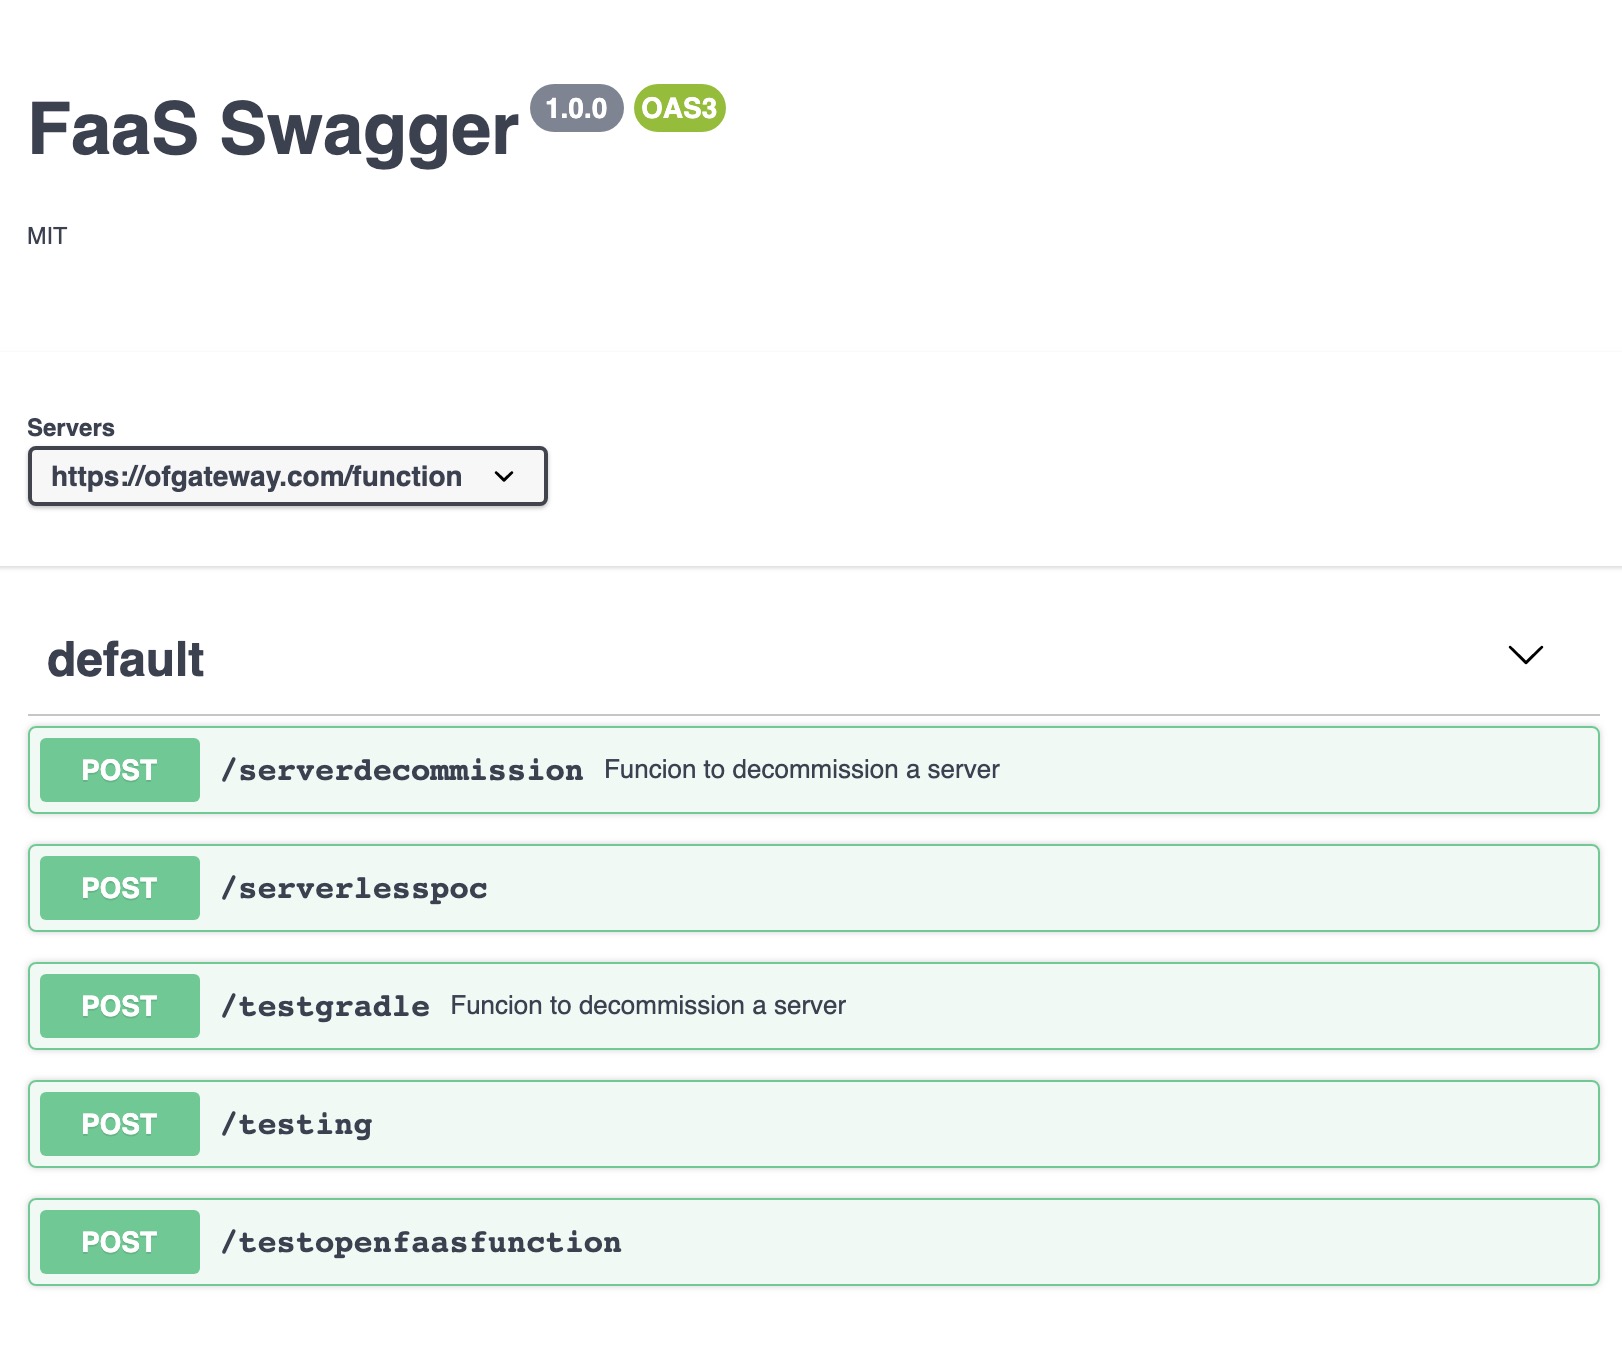 FaaS Swagger 1.0.0 OAS3
MIT
Servers
https://ofgateway.com/function
default
POST /serverdecommission Funcion to decommission a server
POST /serverlesspoc
POST /testgradle Funcion to decommission a server
POST /testing
POST /testopenfaasfunction